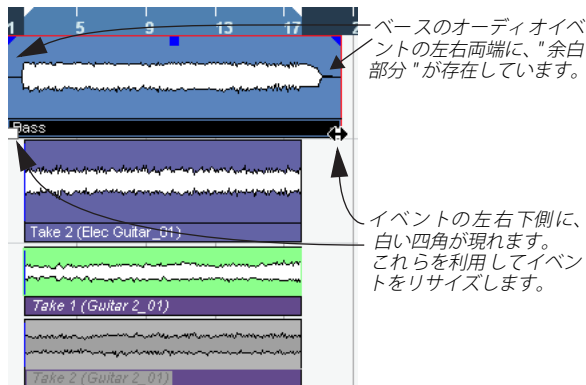 1 5 9 13 17 2
ベースのオーディオイベ
ントの左右両端に、"余白
部分 " が存在しています。
Bass
Take 2 (Elec Guitar_01)
イベントの左右下側に、
白い四角が現れます。
これらを利用してイベン
トをリサイズします。
Take 1 (Guitar 2_01)
Take 2 (Guitar 2_01)